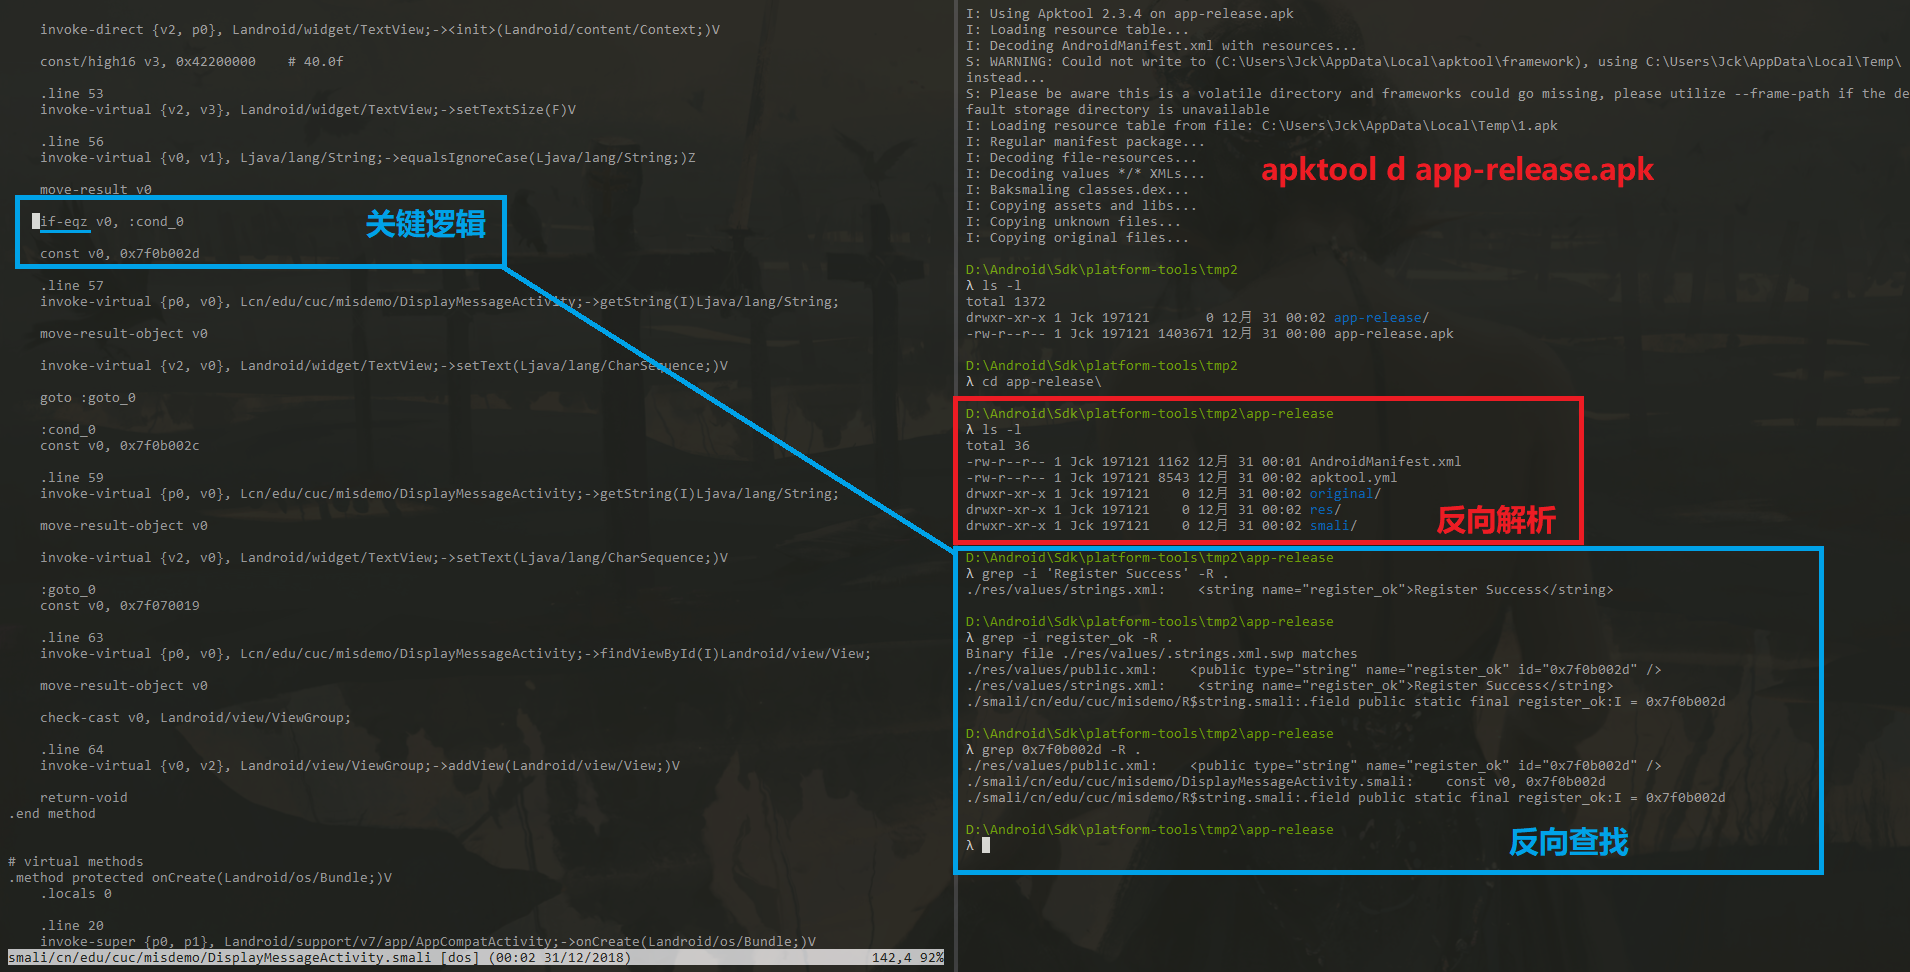 invoke-direct {v2, p0}, Landroid/widget/TextView;-><init>(Landroid/content/Context;)V
const/high16 v3, 0x42200000    # 40.0f
.line 53
invoke-virtual {v2, v3}, Landroid/widget/TextView;->setTextSize(F)V
.line 56
invoke-virtual {v0, v1}, Ljava/lang/String;->equalsIgnoreCase(Ljava/lang/String;)Z
move-result v0
if-eqz v0, :cond_0
关键逻辑
const v0, 0x7f0b002d
.line 57
invoke-virtual {p0, v0}, Lcn/edu/cuc/misdemo/DisplayMessageActivity;->getString(I)Ljava/lang/String;
move-result-object v0
invoke-virtual {v2, v0}, Landroid/widget/TextView;->setText(Ljava/lang/CharSequence;)V
goto :goto_0
:cond_0
const v0, 0x7f0b002c
.line 59
invoke-virtual {p0, v0}, Lcn/edu/cuc/misdemo/DisplayMessageActivity;->getString(I)Ljava/lang/String;
move-result-object v0
invoke-virtual {v2, v0}, Landroid/widget/TextView;->setText(Ljava/lang/CharSequence;)V
:goto_0
const v0, 0x7f070019
.line 63
invoke-virtual {p0, v0}, Lcn/edu/cuc/misdemo/DisplayMessageActivity;->findViewById(I)Landroid/view/View;
move-result-object v0
check-cast v0, Landroid/view/ViewGroup;
.line 64
invoke-virtual {v0, v2}, Landroid/view/ViewGroup;->addView(Landroid/view/View;)V
return-void
.end method
# virtual methods
.method protected onCreate(Landroid/os/Bundle;)V
.locals 0
.line 20
invoke-super {p0, p1}, Landroid/support/v7/app/AppCompatActivity;->onCreate(Landroid/os/Bundle;)V
smali/cn/edu/cuc/misdemo/DisplayMessageActivity.smali [dos] (00:02 31/12/2018)    142,4 92%
I: Using Apktool 2.3.4 on app-release.apk
I: Loading resource table...
I: Decoding AndroidManifest.xml with resources...
S: WARNING: Could not write to (C:\Users\Jck\AppData\Local\apktool\framework), using C:\Users\Jck\AppData\Local\Temp\
instead...
S: Please be aware this is a volatile directory and frameworks could go missing, please utilize --frame-path if the de
fault storage directory is unavailable
I: Loading resource table from file: C:\Users\Jck\AppData\Local\Temp\1.apk
I: Regular manifest package...
I: Decoding file-resources...
I: Decoding values */* XMLs...
apktool d app-release.apk
I: Baksmaling classes.dex...
I: Copying assets and libs...
I: Copying unknown files...
I: Copying original files...
D:\Android\Sdk\platform-tools\tmp2
λ ls -l
total 1372
drwxr-xr-x 1 Jck 197121       0 12月 31 00:02 app-release/
-rw-r--r-- 1 Jck 197121 1403671 12月 31 00:00 app-release.apk
D:\Android\Sdk\platform-tools\tmp2
λ cd app-release\
D:\Android\Sdk\platform-tools\tmp2\app-release
λ ls -l
total 36
-rw-r--r-- 1 Jck 197121 1162 12月 31 00:01 AndroidManifest.xml
-rw-r--r-- 1 Jck 197121 8543 12月 31 00:02 apktool.yml
drwxr-xr-x 1 Jck 197121    0 12月 31 00:02 original/
drwxr-xr-x 1 Jck 197121    0 12月 31 00:02 res/
drwxr-xr-x 1 Jck 197121    0 12月 31 00:02 smali/
反向解析
D:\Android\Sdk\platform-tools\tmp2\app-release
λ grep -i 'Register Success' -R .
./res/values/strings.xml:    <string name="register_ok">Register Success</string>
D:\Android\Sdk\platform-tools\tmp2\app-release
λ grep -i register_ok -R .
Binary file ./res/values/.strings.xml.swp matches
./res/values/public.xml:    <public type="string" name="register_ok" id="0x7f0b002d" />
./res/values/strings.xml:    <string name="register_ok">Register Success</string>
./smali/cn/edu/cuc/misdemo/R$string.smali:.field public static final register_ok:I = 0x7f0b002d
D:\Android\Sdk\platform-tools\tmp2\app-release
λ grep 0x7f0b002d -R .
./res/values/public.xml:    <public type="string" name="register_ok" id="0x7f0b002d" />
./smali/cn/edu/cuc/misdemo/DisplayMessageActivity.smali:    const v0, 0x7f0b002d
./smali/cn/edu/cuc/misdemo/R$string.smali:.field public static final register_ok:I = 0x7f0b002d
D:\Android\Sdk\platform-tools\tmp2\app-release
λ
反向查找